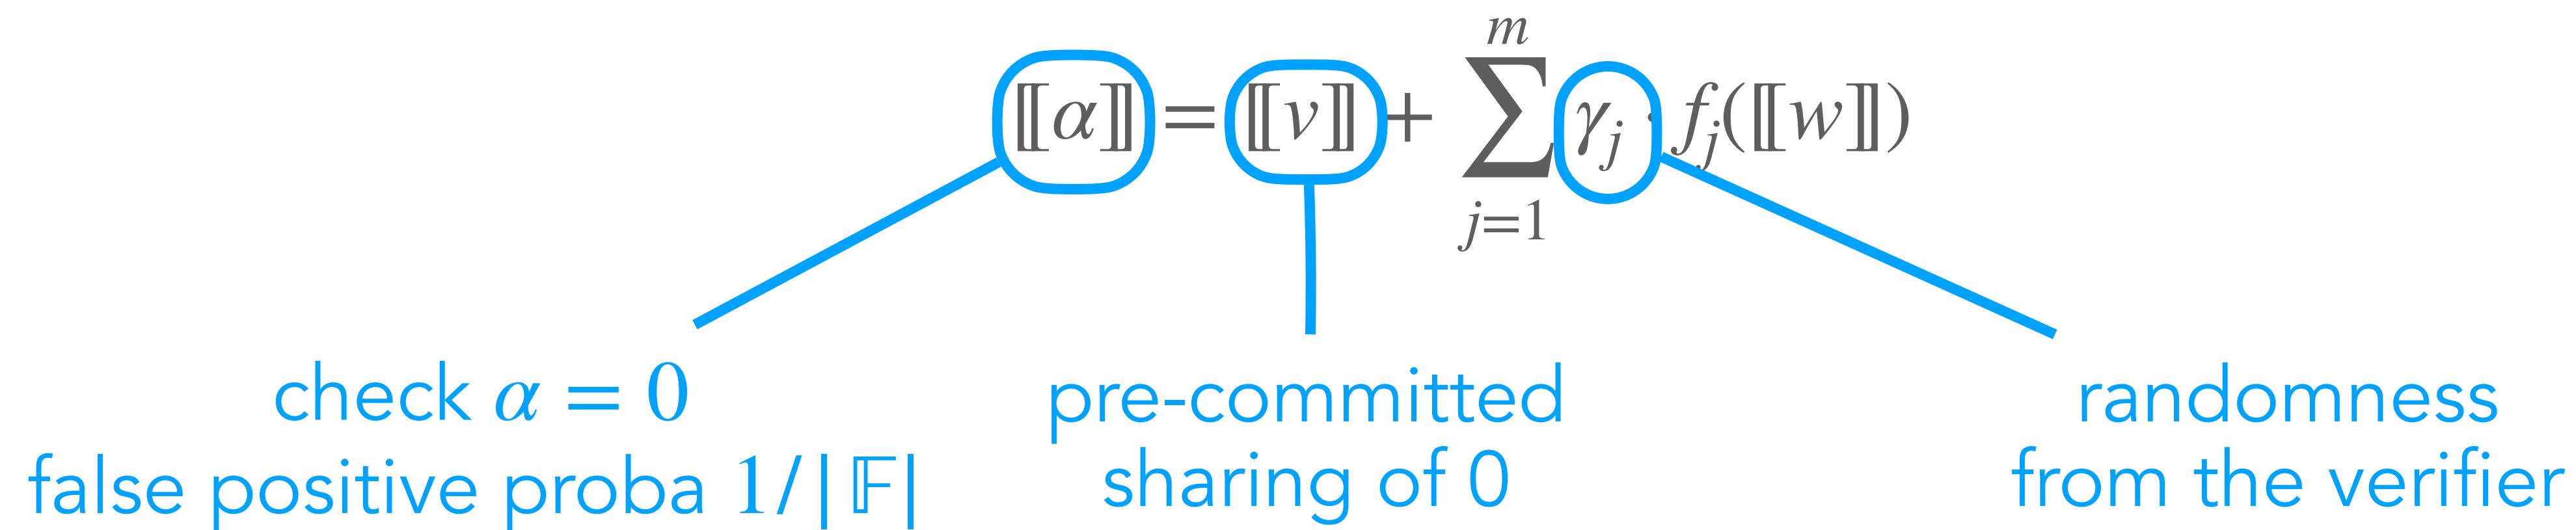 ⟦α⟧ = ⟦v⟧ + ∑_{j=1}^{m} γ_j · f_j(⟦w⟧)
check α = 0
false positive proba 1/|𝔽|
pre-committed
sharing of 0
randomness
from the verifier